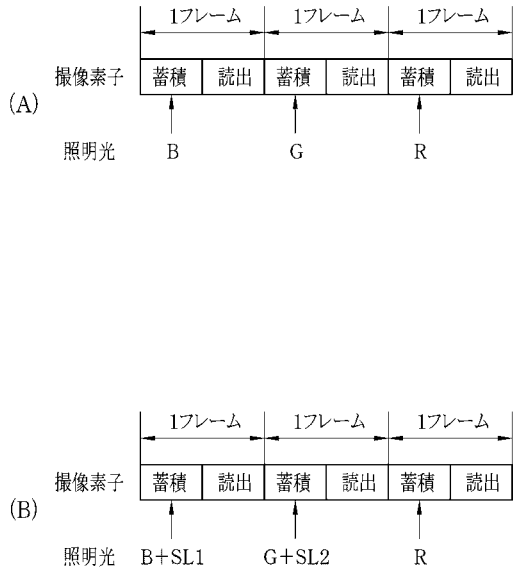 1フレーム 1フレーム 1フレーム
撮像素子 蓄積 読出 蓄積 読出 蓄積 読出
(A)
照明光 B G R
1フレーム 1フレーム 1フレーム
撮像素子 蓄積 読出 蓄積 読出 蓄積 読出
(B)
照明光 B+SL1 G+SL2 R